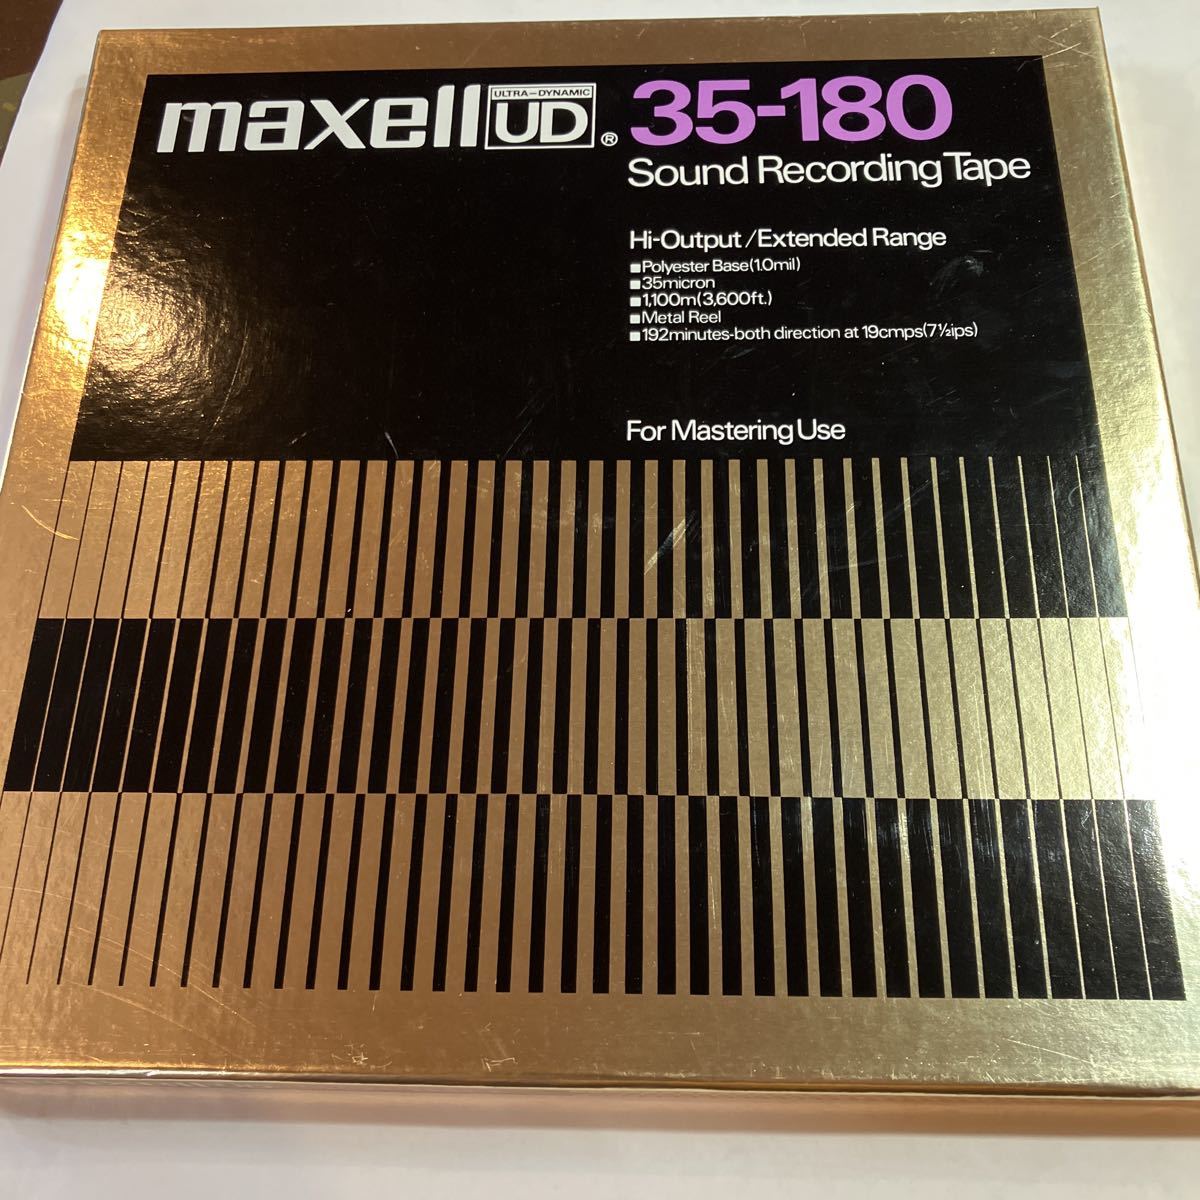 maxell ULTRA-DYNAMIC UD ® 35-180
Sound Recording Tape
Hi-Output/Extended Range
■Polyester Base(1.0mil)
■35micron
■1,100m(3,600ft.)
■Metal Reel
■192minutes-both direction at 19cmps(7½ips)
For Mastering Use